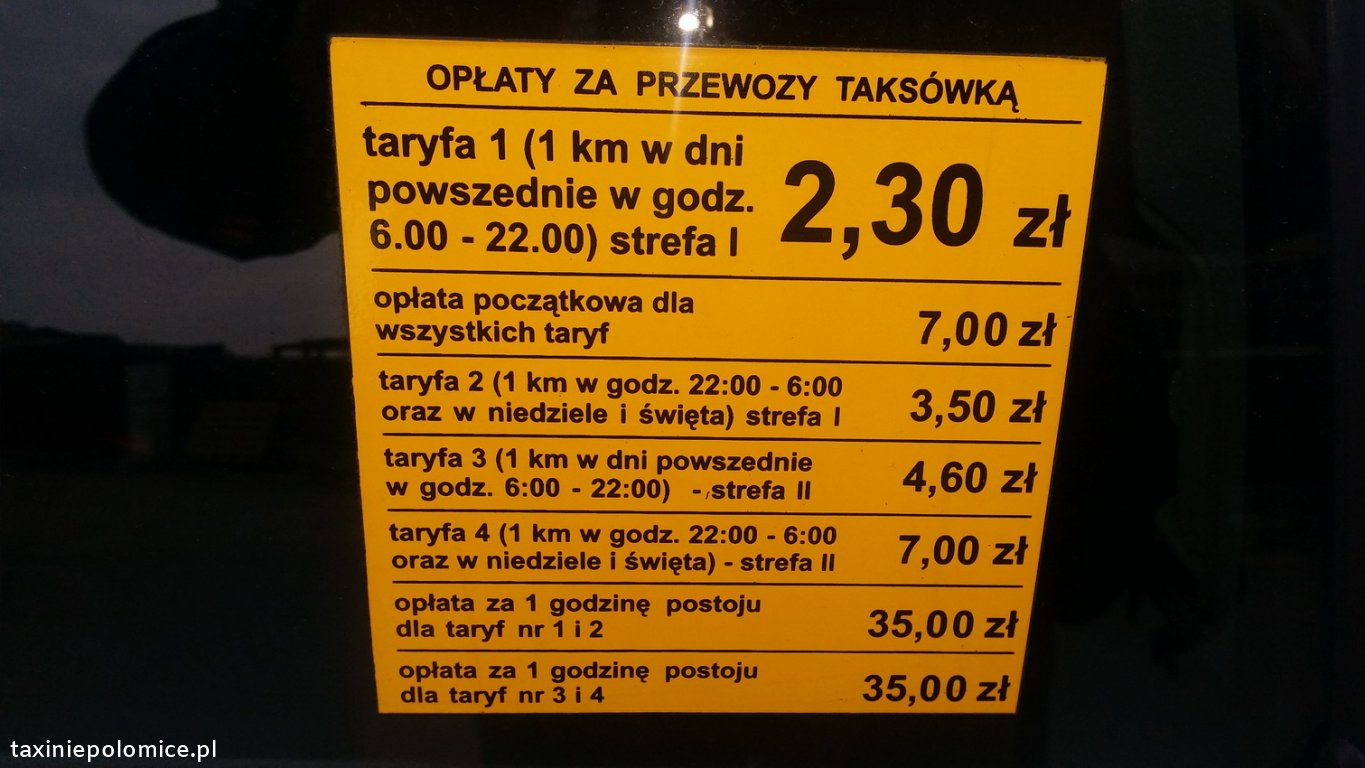 OPŁATY ZA PRZEWOZY TAKSÓWKĄ
taryfa 1 (1 km w dni
powszednie w godz.
6.00 - 22.00) strefa I
2,30 zł
opłata początkowa dla
wszystkich taryf
7,00 zł
taryfa 2 (1 km w godz. 22:00 - 6:00
oraz w niedziele i święta) strefa I
3,50 zł
taryfa 3 (1 km w dni powszednie
w godz. 6:00 - 22:00) - strefa II
4,60 zł
taryfa 4 (1 km w godz. 22:00 - 6:00
oraz w niedziele i święta) - strefa II
7,00 zł
opłata za 1 godzinę postoju
dla taryf nr 1 i 2
35,00 zł
opłata za 1 godzinę postoju
dla taryf nr 3 i 4
35,00 zł
taxiniepolomice.pl